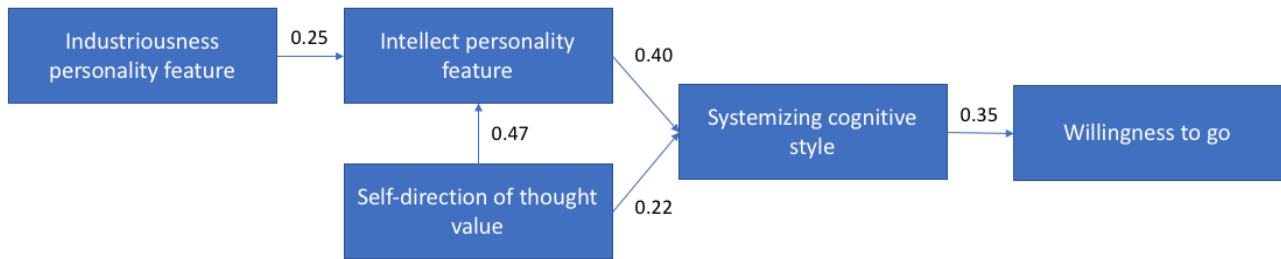 Industriousness
personality feature
0.25
Intellect personality
feature
0.40
0.47
Self-direction of thought
value
0.22
Systemizing cognitive
style
0.35
Willingness to go